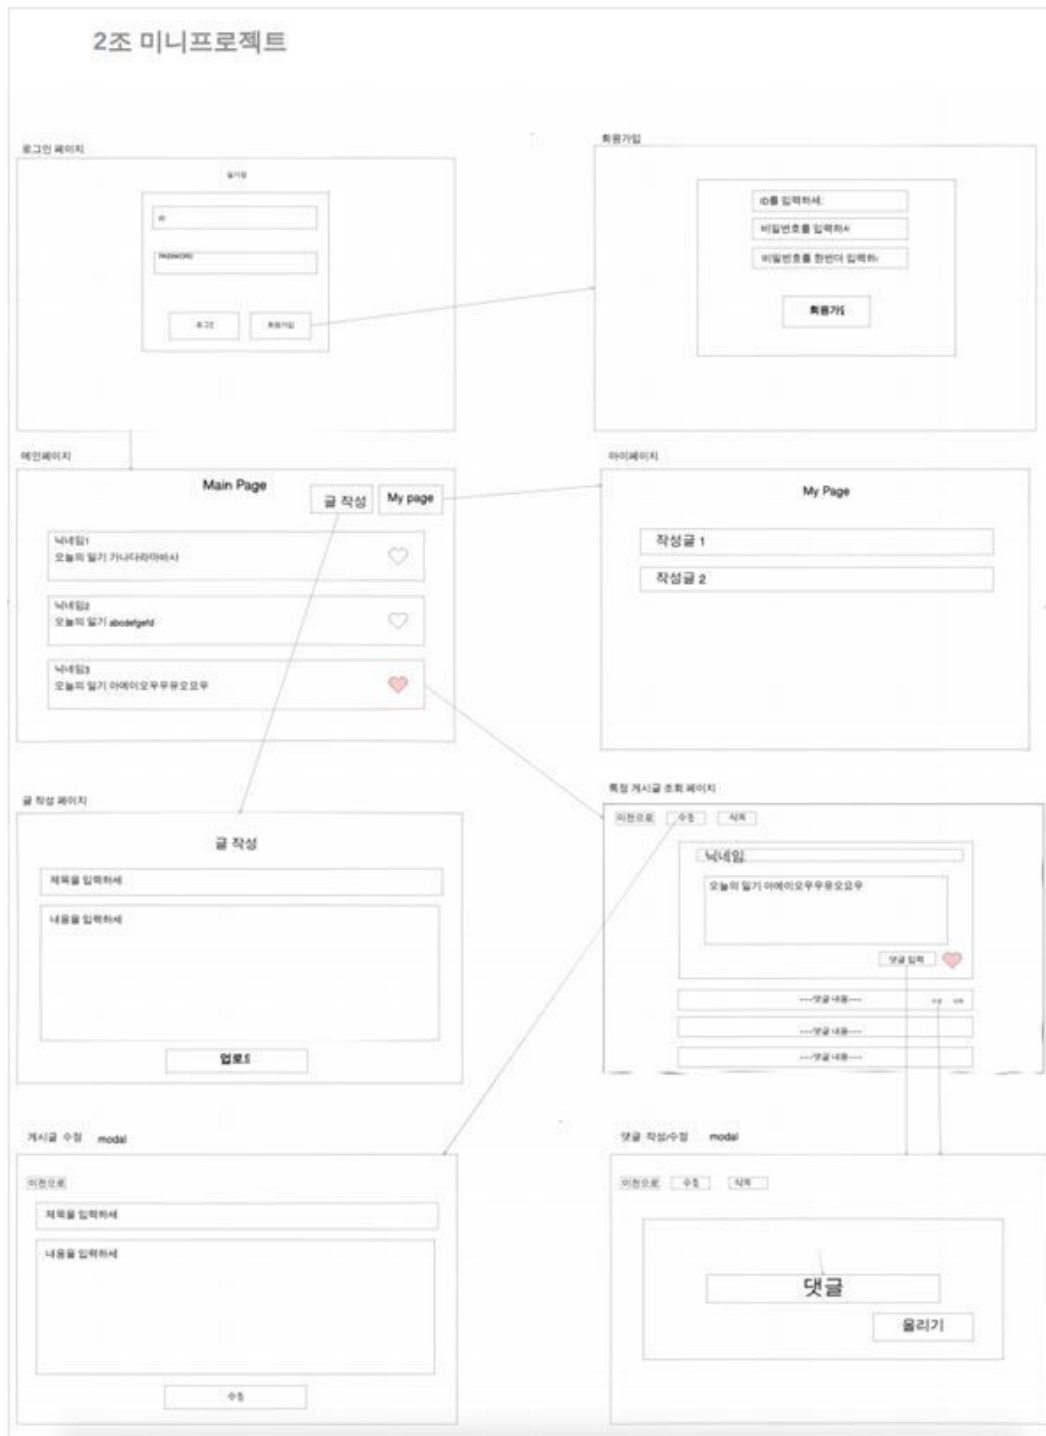 2조 미니프로젝트
로그인 페이지
일기장
ID
PASSWORD
로그인
회원가입
회원가입
ID를 입력하세
비밀번호를 입력하
비밀번호를 한번더 입력하
회원가
메인페이지
Main Page
글 작성
My page
닉네임1
오늘의 일기 가나다라마바사
닉네임2
오늘의 일기
닉네임3
오늘의 일기 아에이오우우유오요우
마이페이지
My Page
작성글 1
작성글 2
글 작성 페이지
글 작성
제목을 입력하세
내용을 입력하세
업로드
특정 게시글 조회 페이지
이전으로
수정
삭제
닉네임
오늘의 일기 아에이오우우유오요우
댓글 입력
---댓글 내용---
---댓글 내용---
---댓글 내용---
게시글 수정 modal
이전으로
제목을 입력하세
내용을 입력하세
수정
댓글 작성/수정 modal
이전으로
수정
삭제
댓글
올리기